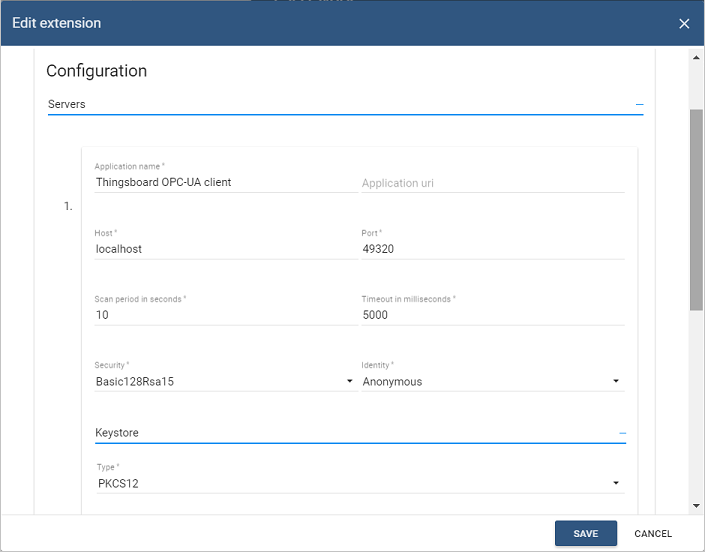 Edit extension
Configuration
Servers
1.
Application name *
Thingsboard OPC-UA client
Application uri
Host *
localhost
Port *
49320
Scan period in seconds *
10
Timeout in milliseconds *
5000
Security *
Basic128Rsa15
Identity *
Anonymous
Keystore
Type *
PKCS12
SAVE
CANCEL